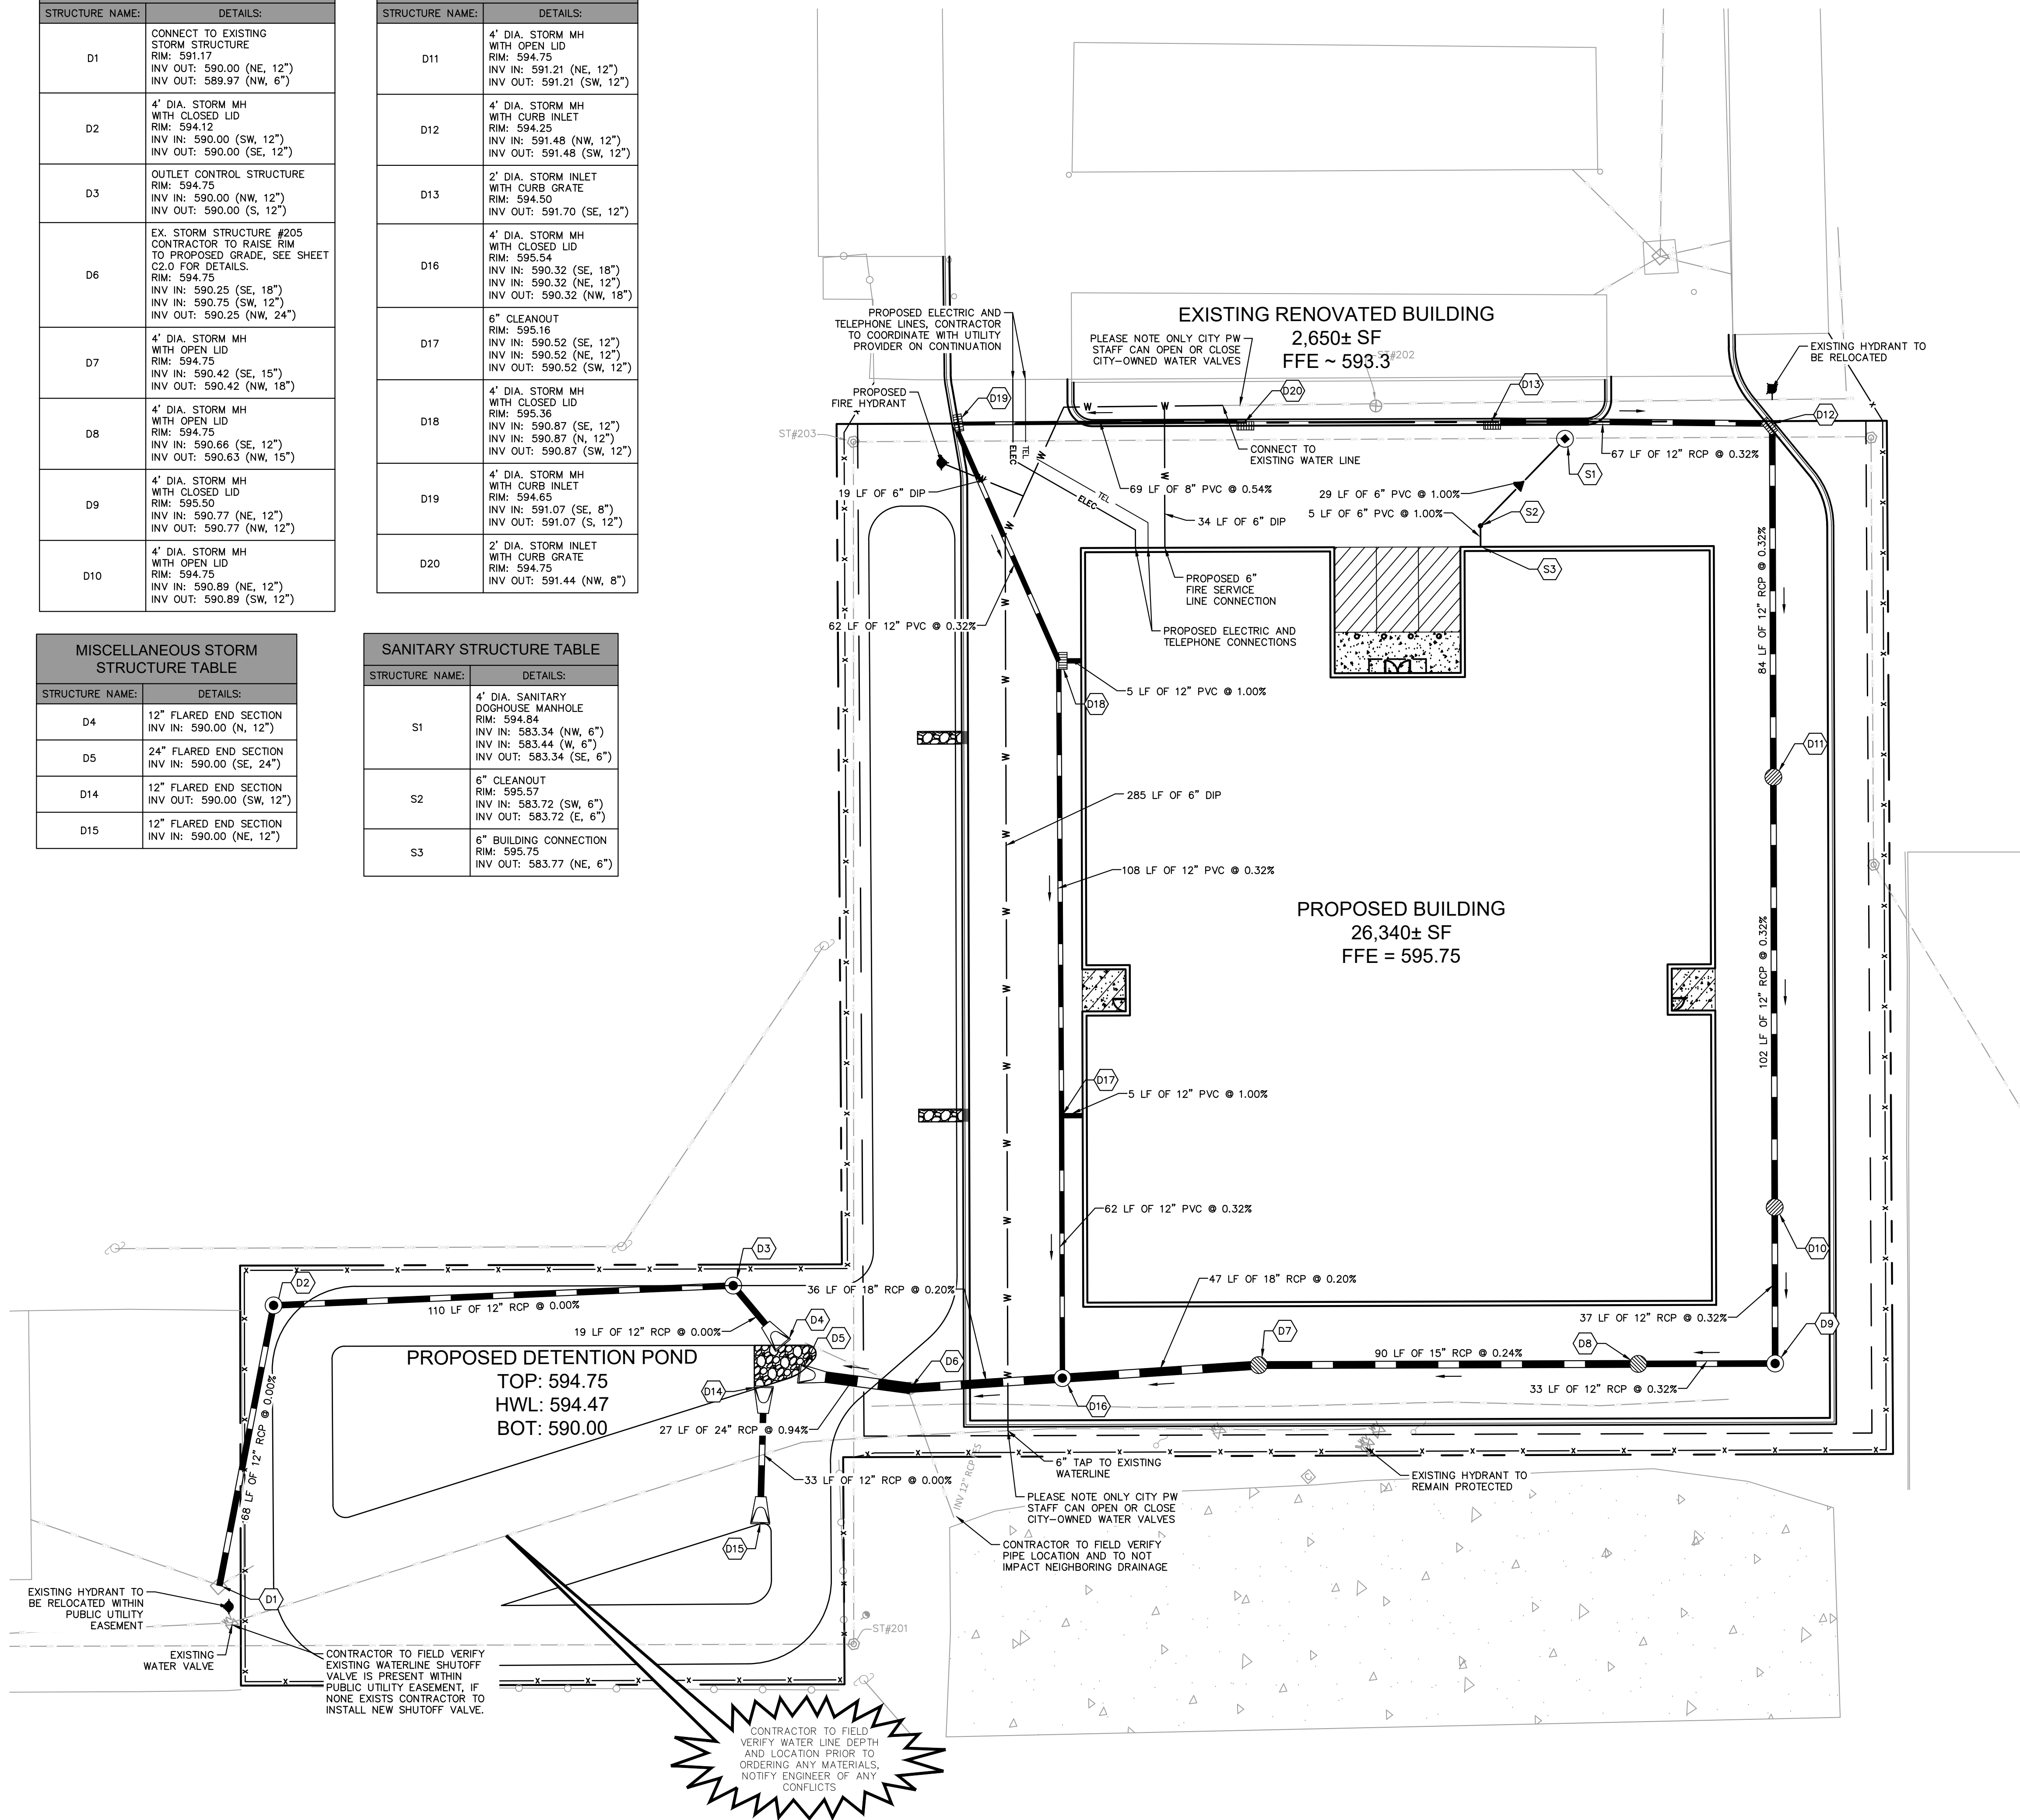 STRUCTURE NAME:
DETAILS:
D1
CONNECT TO EXISTING
STORM STRUCTURE
RIM: 591.17
INV OUT: 590.00 (NE, 12")
INV OUT: 589.97 (NW, 6")
D2
4' DIA. STORM MH
WITH CLOSED LID
RIM: 594.12
INV IN: 590.00 (SW, 12")
INV OUT: 590.00 (SE, 12")
D3
OUTLET CONTROL STRUCTURE
RIM: 594.75
INV IN: 590.00 (NW, 12")
INV OUT: 590.00 (S, 12")
D6
EX. STORM STRUCTURE #205
CONTRACTOR TO RAISE RIM
TO PROPOSED GRADE, SEE SHEET
C2.0 FOR DETAILS.
RIM: 594.75
INV IN: 590.25 (SE, 18")
INV IN: 590.75 (SW, 12")
INV OUT: 590.25 (NW, 24")
D7
4' DIA. STORM MH
WITH OPEN LID
RIM: 594.75
INV IN: 590.42 (SE, 15")
INV OUT: 590.42 (NW, 18")
D8
4' DIA. STORM MH
WITH OPEN LID
RIM: 594.75
INV IN: 590.66 (SE, 12")
INV OUT: 590.63 (NW, 15")
D9
4' DIA. STORM MH
WITH CLOSED LID
RIM: 595.50
INV IN: 590.77 (NE, 12")
INV OUT: 590.77 (NW, 12")
D10
4' DIA. STORM MH
WITH OPEN LID
RIM: 594.75
INV IN: 590.89 (NE, 12")
INV OUT: 590.89 (SW, 12")
STRUCTURE NAME:
DETAILS:
D11
4' DIA. STORM MH
WITH OPEN LID
RIM: 594.75
INV IN: 591.21 (NE, 12")
INV OUT: 591.21 (SW, 12")
D12
4' DIA. STORM MH
WITH CURB INLET
RIM: 594.25
INV IN: 591.48 (NW, 12")
INV OUT: 591.48 (SW, 12")
D13
2' DIA. STORM INLET
WITH CURB GRATE
RIM: 594.50
INV OUT: 591.70 (SE, 12")
D16
4' DIA. STORM MH
WITH CLOSED LID
RIM: 595.54
INV IN: 590.32 (SE, 18")
INV IN: 590.32 (NE, 12")
INV OUT: 590.32 (NW, 18")
D17
6" CLEANOUT
RIM: 595.16
INV IN: 590.52 (SE, 12")
INV IN: 590.52 (NE, 12")
INV OUT: 590.52 (SW, 12")
D18
4' DIA. STORM MH
WITH CLOSED LID
RIM: 595.36
INV IN: 590.87 (SE, 12")
INV IN: 590.87 (N, 12")
INV OUT: 590.87 (SW, 12")
D19
4' DIA. STORM MH
WITH CURB INLET
RIM: 594.65
INV IN: 591.07 (SE, 8")
INV OUT: 591.07 (S, 12")
D20
2' DIA. STORM INLET
WITH CURB GRATE
RIM: 594.75
INV OUT: 591.44 (NW, 8")
MISCELLANEOUS STORM
STRUCTURE TABLE
STRUCTURE NAME:
DETAILS:
D4
12" FLARED END SECTION
INV IN: 590.00 (N, 12")
D5
24" FLARED END SECTION
INV IN: 590.00 (SE, 24")
D14
12" FLARED END SECTION
INV OUT: 590.00 (SW, 12")
D15
12" FLARED END SECTION
INV IN: 590.00 (NE, 12")
SANITARY STRUCTURE TABLE
STRUCTURE NAME:
DETAILS:
S1
4' DIA. SANITARY
DOGHOUSE MANHOLE
RIM: 594.84
INV IN: 583.34 (NW, 6")
INV IN: 583.44 (W, 6")
INV OUT: 583.34 (SE, 6")
S2
6" CLEANOUT
RIM: 595.57
INV IN: 583.72 (SW, 6")
INV OUT: 583.72 (E, 6")
S3
6" BUILDING CONNECTION
RIM: 595.75
INV OUT: 583.77 (NE, 6")
PROPOSED ELECTRIC AND
TELEPHONE LINES, CONTRACTOR
TO COORDINATE WITH UTILITY
PROVIDER ON CONTINUATION
EXISTING RENOVATED BUILDING
2,650± SF
FFE ~ 593.3
ST#202
PLEASE NOTE ONLY CITY PW
STAFF CAN OPEN OR CLOSE
CITY-OWNED WATER VALVES
EXISTING HYDRANT TO
BE RELOCATED
PROPOSED
FIRE HYDRANT
D19
D20
D13
D12
ST#203
CONNECT TO
EXISTING WATER LINE
67 LF OF 12" RCP @ 0.32%
S1
TEL
ELEC
TEL
ELEC
19 LF OF 6" DIP
69 LF OF 8" PVC @ 0.54%
29 LF OF 6" PVC @ 1.00%
5 LF OF 6" PVC @ 1.00%
S2
34 LF OF 6" DIP
S3
84 LF OF 12" RCP @ 0.32%
PROPOSED 6"
FIRE SERVICE
LINE CONNECTION
62 LF OF 12" PVC @ 0.32%
PROPOSED ELECTRIC AND
TELEPHONE CONNECTIONS
5 LF OF 12" PVC @ 1.00%
D18
D11
285 LF OF 6" DIP
108 LF OF 12" PVC @ 0.32%
PROPOSED BUILDING
26,340± SF
FFE = 595.75
102 LF OF 12" RCP @ 0.32%
D17
5 LF OF 12" PVC @ 1.00%
62 LF OF 12" PVC @ 0.32%
D10
D3
D2
36 LF OF 18" RCP @ 0.20%
47 LF OF 18" RCP @ 0.20%
110 LF OF 12" RCP @ 0.00%
37 LF OF 12" RCP @ 0.32%
D9
D4
19 LF OF 12" RCP @ 0.00%
D5
D7
D8
90 LF OF 15" RCP @ 0.24%
D6
PROPOSED DETENTION POND
TOP: 594.75
HWL: 594.47
BOT: 590.00
D14
33 LF OF 12" RCP @ 0.32%
D16
27 LF OF 24" RCP @ 0.94%
68 LF OF 12" RCP @ 0.00%
33 LF OF 12" RCP @ 0.00%
6" TAP TO EXISTING
WATERLINE
EXISTING HYDRANT TO
REMAIN PROTECTED
INV 12" RCP
PLEASE NOTE ONLY CITY PW
STAFF CAN OPEN OR CLOSE
CITY-OWNED WATER VALVES
CONTRACTOR TO FIELD VERIFY
PIPE LOCATION AND TO NOT
IMPACT NEIGHBORING DRAINAGE
D15
EXISTING HYDRANT TO
BE RELOCATED WITHIN
PUBLIC UTILITY
EASEMENT
D1
ST#201
EXISTING
WATER VALVE
CONTRACTOR TO FIELD VERIFY
EXISTING WATERLINE SHUTOFF
VALVE IS PRESENT WITHIN
PUBLIC UTILITY EASEMENT, IF
NONE EXISTS CONTRACTOR TO
INSTALL NEW SHUTOFF VALVE.
CONTRACTOR TO FIELD
VERIFY WATER LINE DEPTH
AND LOCATION PRIOR TO
ORDERING ANY MATERIALS,
NOTIFY ENGINEER OF ANY
CONFLICTS